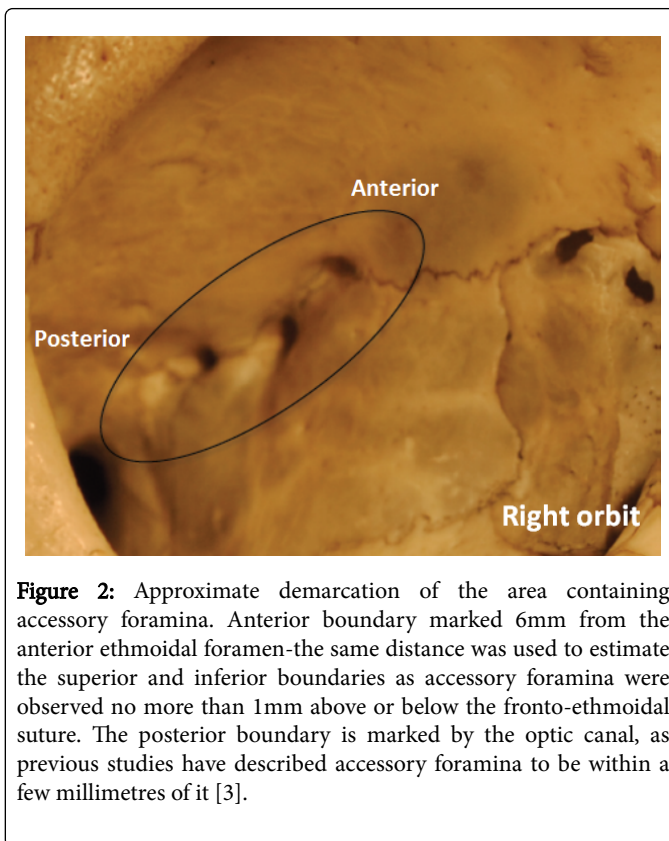 Anterior
Posterior
Right orbit
Figure 2: Approximate demarcation of the area containing
accessory foramina. Anterior boundary marked 6mm from the
anterior ethmoidal foramen-the same distance was used to estimate
the superior and inferior boundaries as accessory foramina were
observed no more than 1mm above or below the fronto-ethmoidal
suture. The posterior boundary is marked by the optic canal, as
previous studies have described accessory foramina to be within a
few millimetres of it [3].